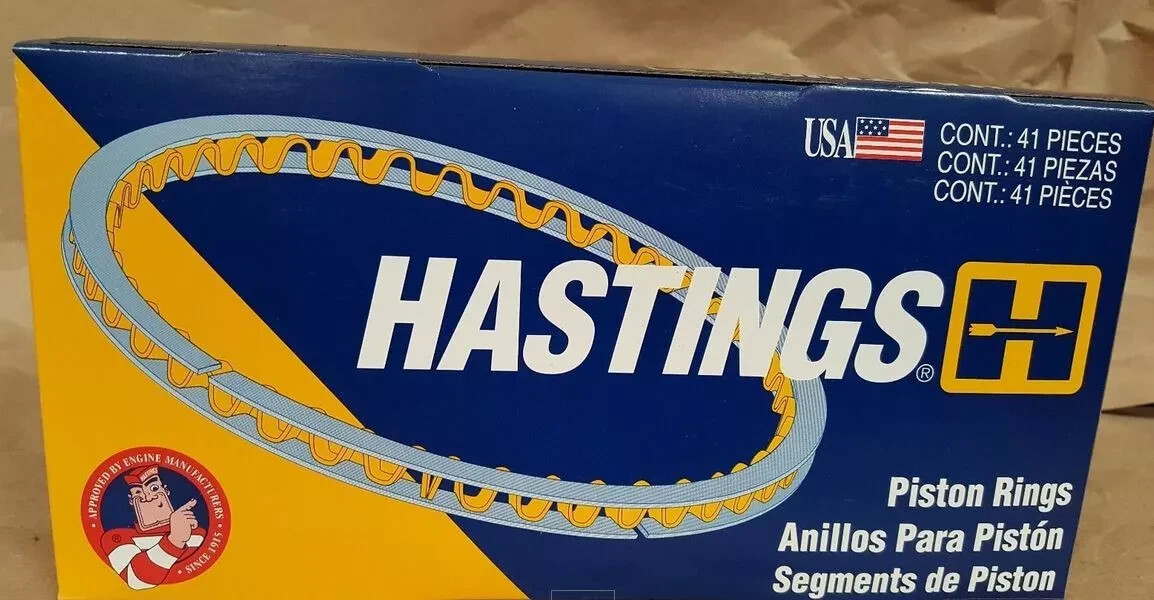 USA
CONT.: 41 PIECES
CONT.: 41 PIEZAS
CONT.: 41 PIÈCES
HASTINGS®
H
Piston Rings
Anillos Para Pistón
Segments de Piston
APPROVED BY ENGINE MANUFACTURERS • SINCE 1915 •
HASTINGS
®